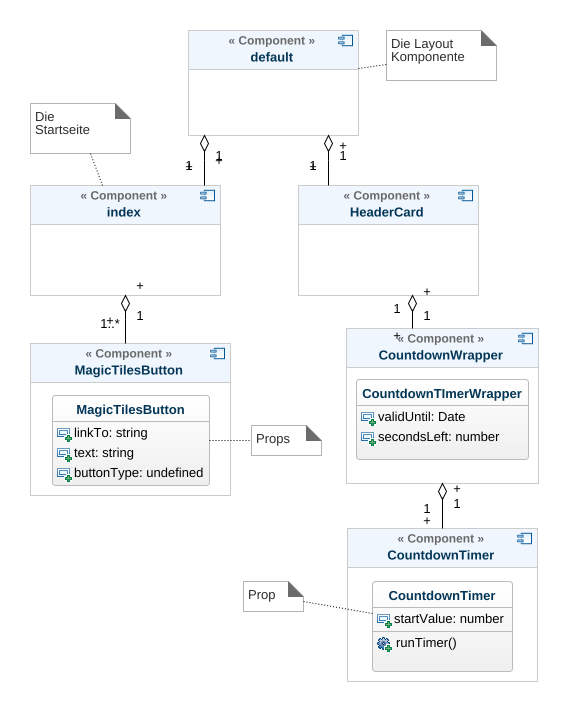 « Component »
default
Die Layout
Komponente
Die
Startseite
1
+
1
+
1
1
« Component »
index
« Component »
HeaderCard
+
1
+
1..*
+
1
1
+
« Component »
MagicTilesButton
MagicTilesButton
linkTo: string
text: string
buttonType: undefined
Props
« Component »
CountdownWrapper
CountdownTImerWrapper
validUntil: Date
secondsLeft: number
+
1
1
+
« Component »
CountdownTimer
CountdownTimer
startValue: number
runTimer()
Prop